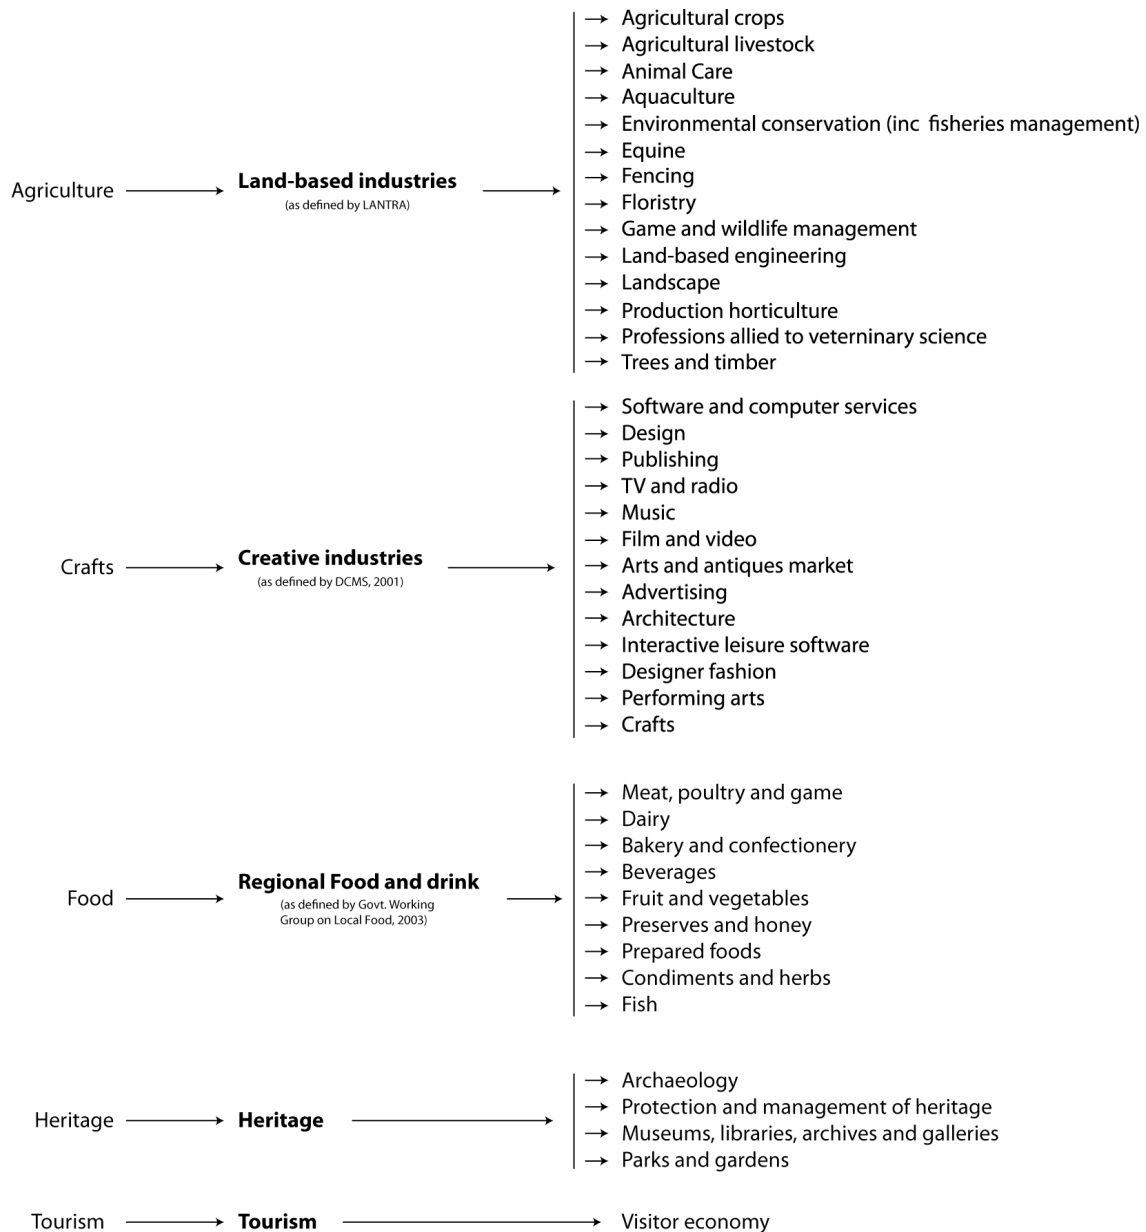 Agriculture
Land-based industries
(as defined by LANTRA)
Agricultural crops
Agricultural livestock
Animal Care
Aquaculture
Environmental conservation (inc fisheries management)
Equine
Fencing
Floristry
Game and wildlife management
Land-based engineering
Landscape
Production horticulture
Professions allied to veterninary science
Trees and timber
Crafts
Creative industries
(as defined by DCMS, 2001)
Software and computer services
Design
Publishing
TV and radio
Music
Film and video
Arts and antiques market
Advertising
Architecture
Interactive leisure software
Designer fashion
Performing arts
Crafts
Food
Regional Food and drink
(as defined by Govt. Working
Group on Local Food, 2003)
Meat, poultry and game
Dairy
Bakery and confectionery
Beverages
Fruit and vegetables
Preserves and honey
Prepared foods
Condiments and herbs
Fish
Heritage
Heritage
Archaeology
Protection and management of heritage
Museums, libraries, archives and galleries
Parks and gardens
Tourism
Tourism
Visitor economy